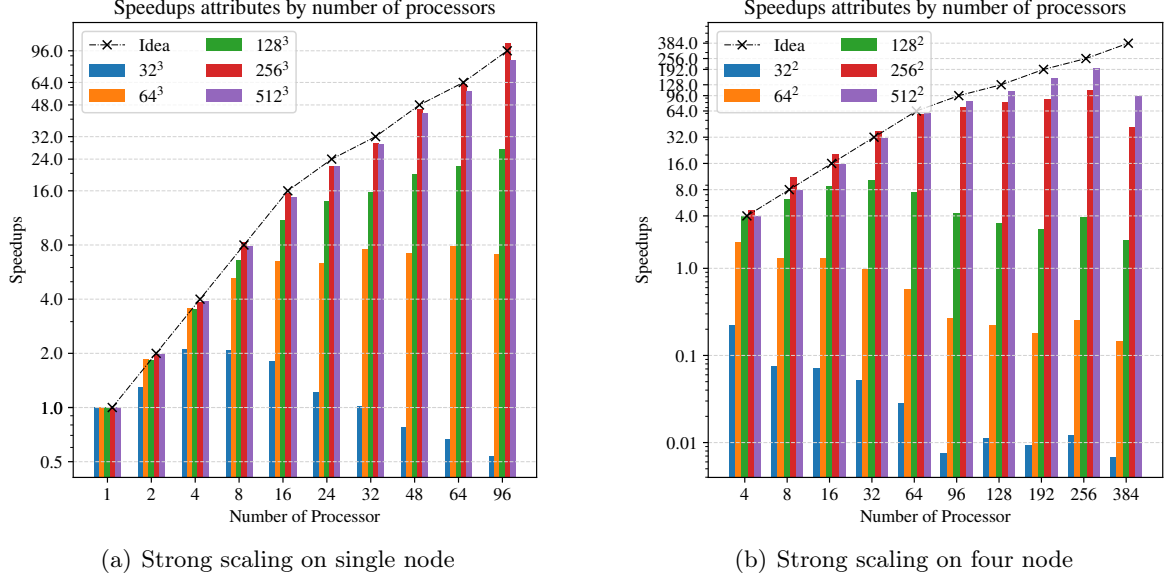 Speedups attributes by number of processors
Idea
32³
64³
128³
256³
512³
96.0
64.0
48.0
32.0
24.0
16.0
8.0
4.0
2.0
1.0
0.5
Speedups
1 2 4 8 16 24 32 48 64 96
Number of Processor
(a) Strong scaling on single node
Speedups attributes by number of processors
Idea
32²
64²
128²
256²
512²
384.0
256.0
192.0
128.0
96.0
64.0
32.0
16.0
8.0
4.0
1.0
0.1
0.01
Speedups
4 8 16 32 64 96 128 192 256 384
Number of Processor
(b) Strong scaling on four node